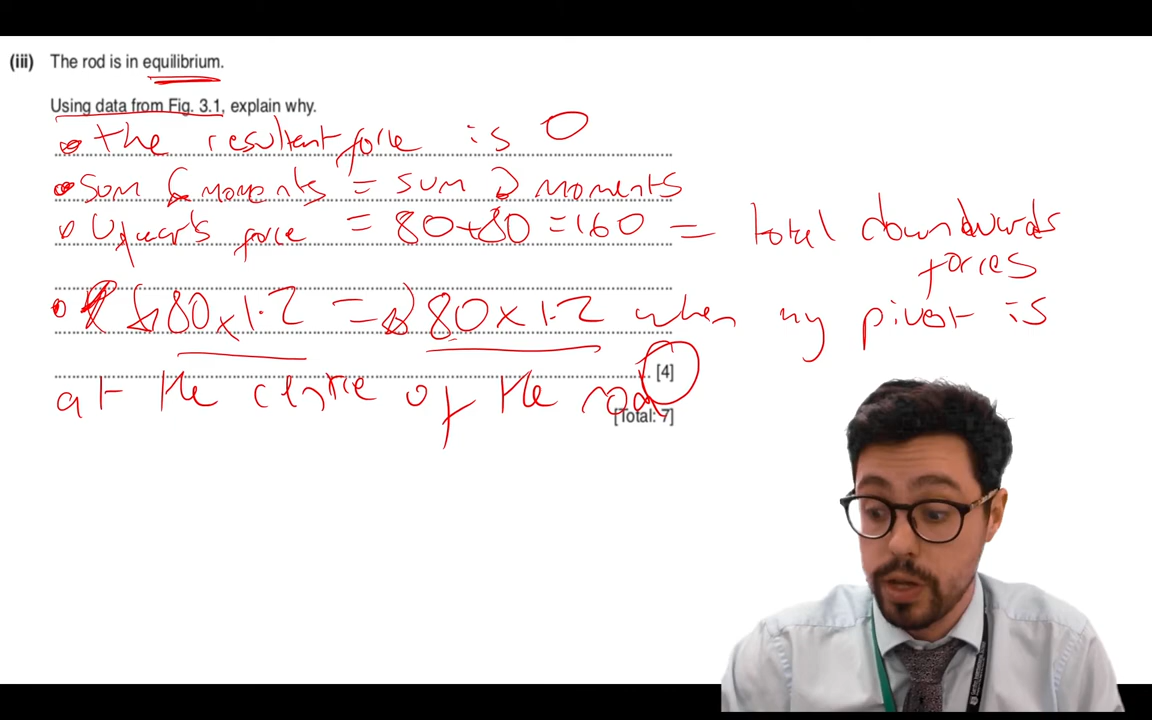 (iii) The rod is in equilibrium.
Using data from Fig. 3.1, explain why.
• the resultant force is 0
• Sum ↺ moments = sum ↻ moments
• Upwards force = 80+80 = 160 = total downwards
forces
• ↺ 80 x 1.2 = ↻ 80 x 1.2 when my pivot is
[4]
at the centre of the rod
[Total: 7]